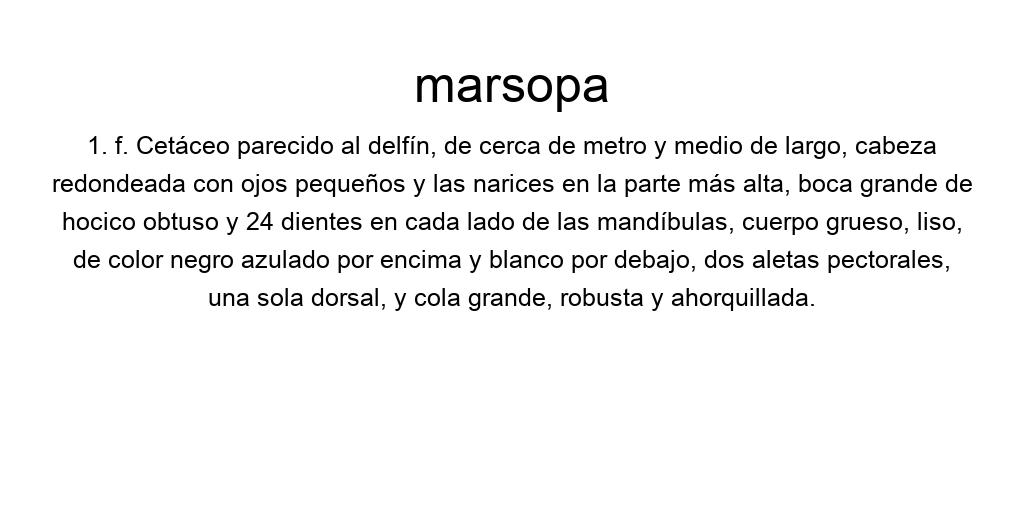 marsopa
1. f. Cetáceo parecido al delfín, de cerca de metro y medio de largo, cabeza
redondeada con ojos pequeños y las narices en la parte más alta, boca grande de
hocico obtuso y 24 dientes en cada lado de las mandíbulas, cuerpo grueso, liso,
de color negro azulado por encima y blanco por debajo, dos aletas pectorales,
una sola dorsal, y cola grande, robusta y ahorquillada.